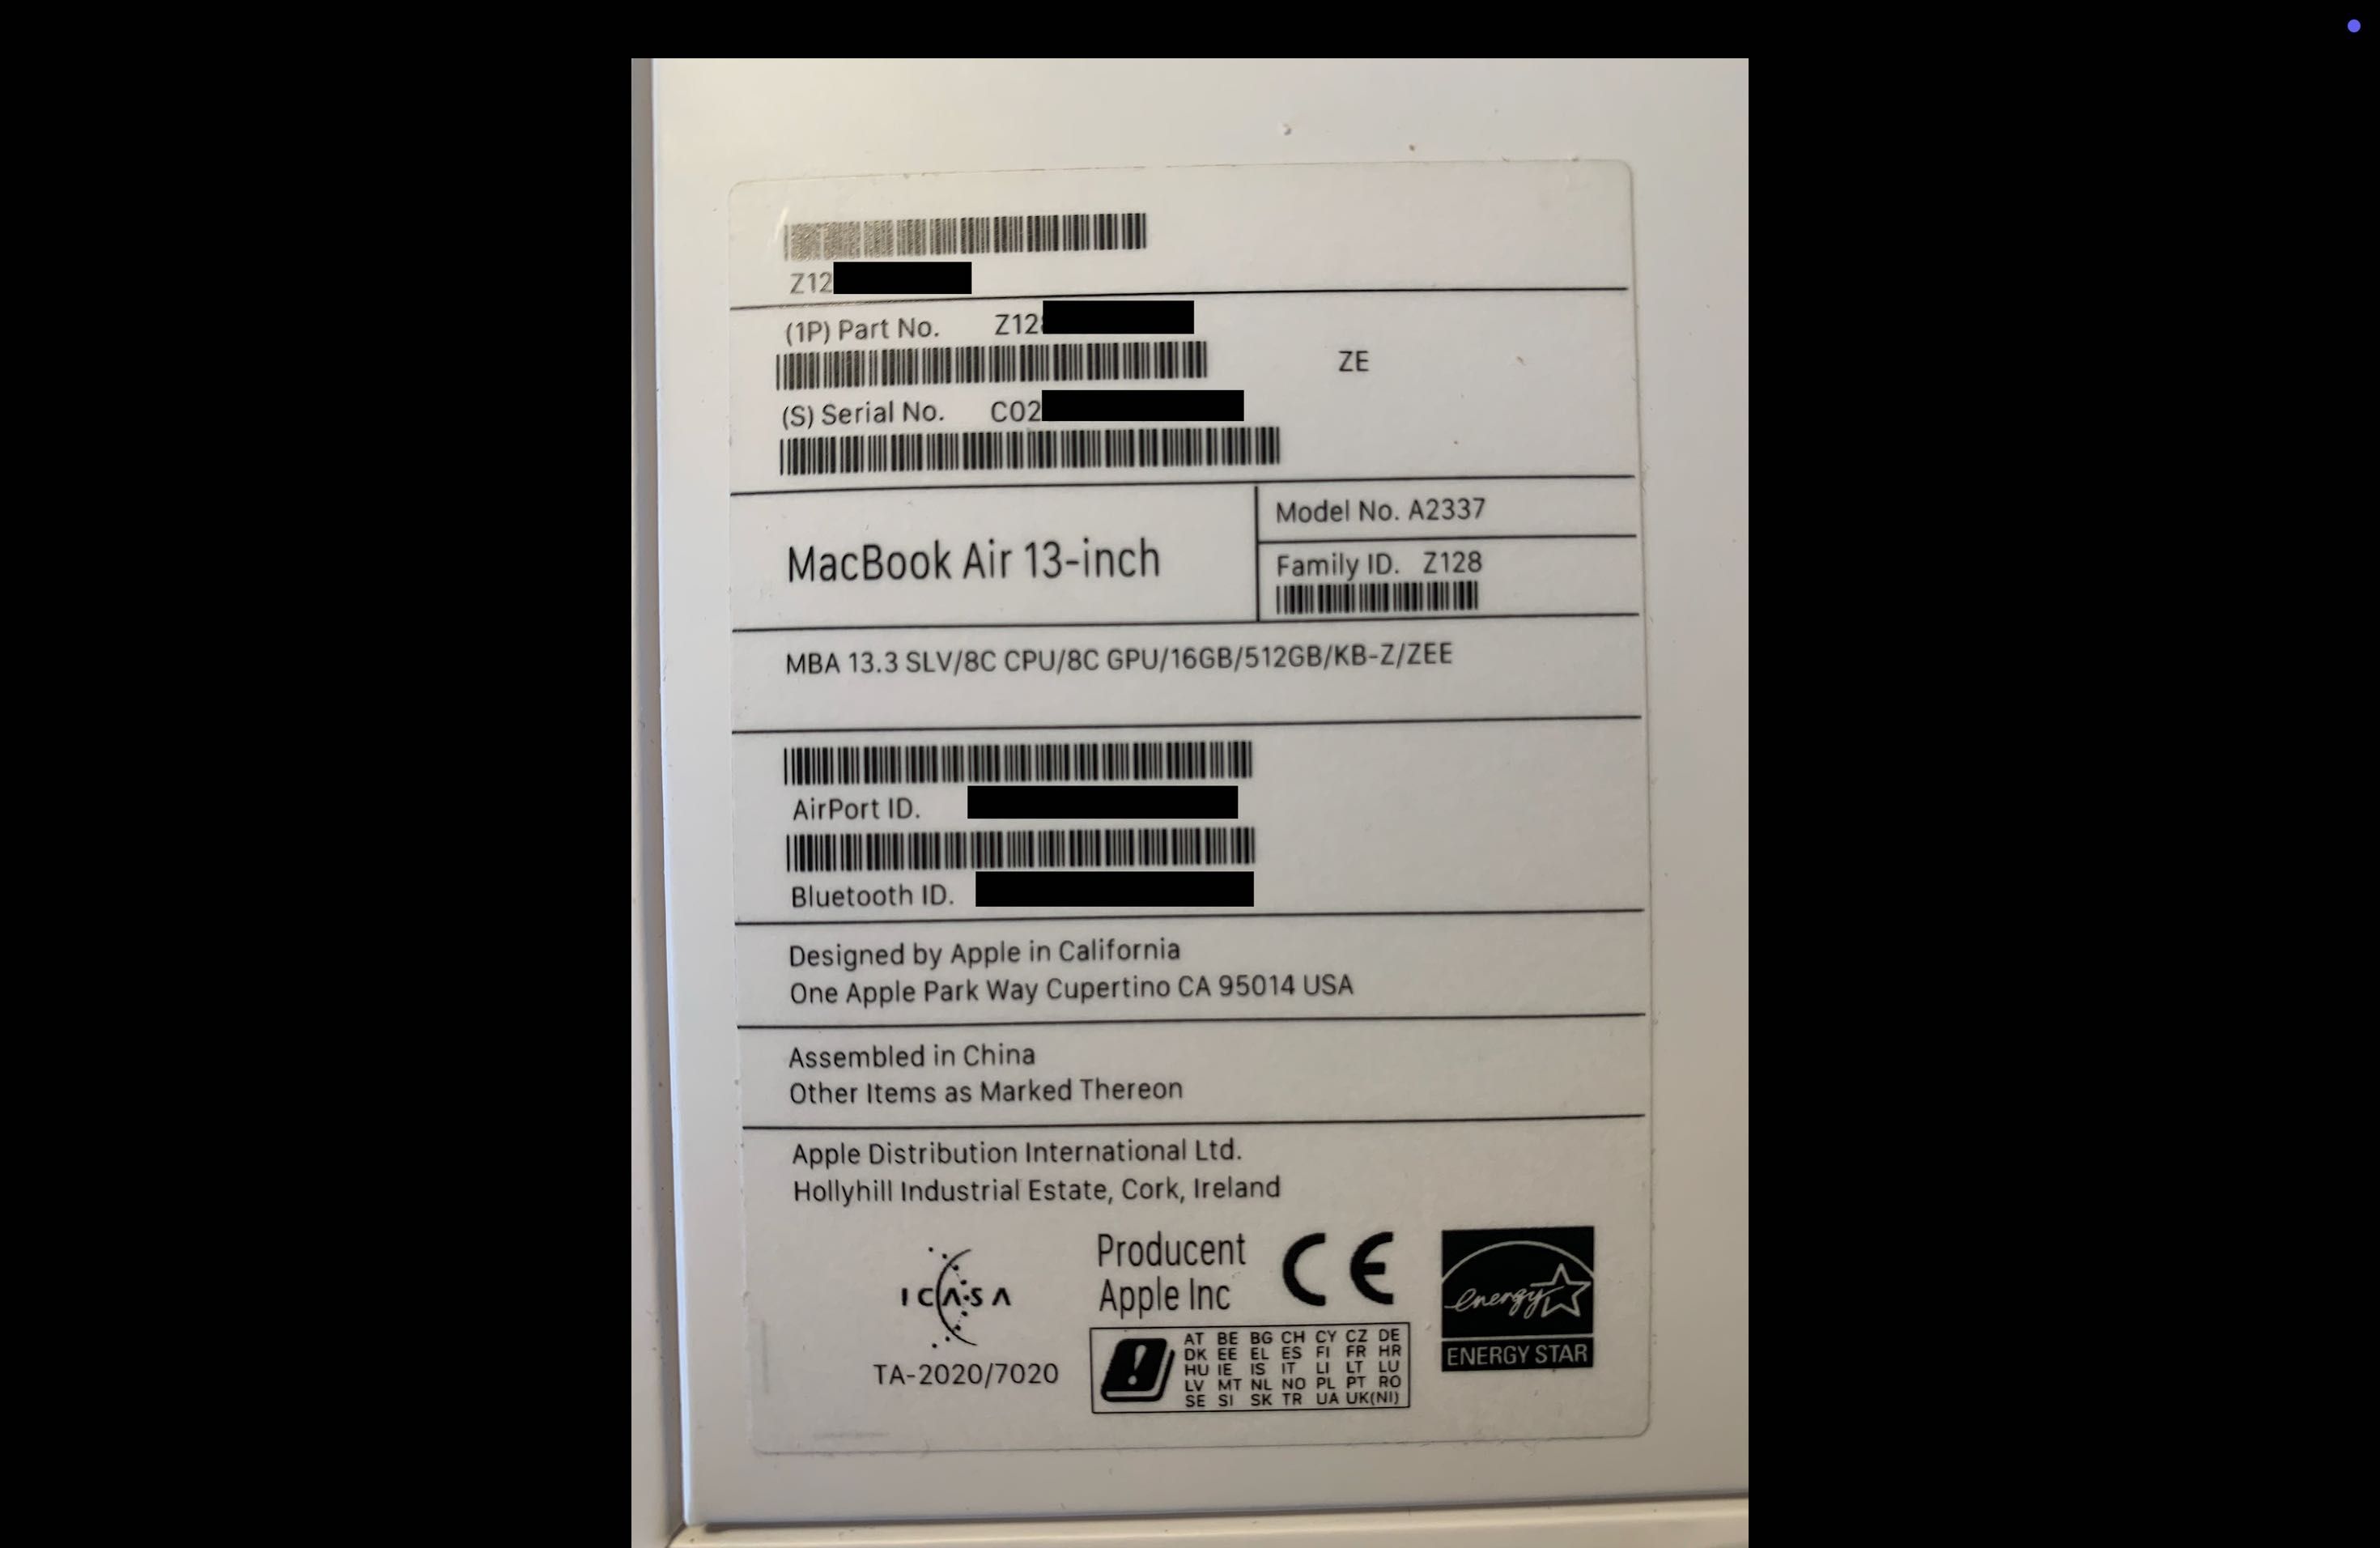 Z12
(1P) Part No. Z128
ZE
(S) Serial No. C02
Model No. A2337
MacBook Air 13-inch
Family ID. Z128
MBA 13.3 SLV/8C CPU/8C GPU/16GB/512GB/KB-Z/ZEE
AirPort ID.
Bluetooth ID.
Designed by Apple in California
One Apple Park Way Cupertino CA 95014 USA
Assembled in China
Other Items as Marked Thereon
Apple Distribution International Ltd.
Hollyhill Industrial Estate, Cork, Ireland
ICASA
TA-2020/7020
Producent
Apple Inc
CE
energy
ENERGY STAR
AT BE BG CH CY CZ DE
DK EE EL ES FI FR HR
HU IE IS IT LI LT LU
LV MT NL NO PL PT RO
SE SI SK TR UA UK(NI)